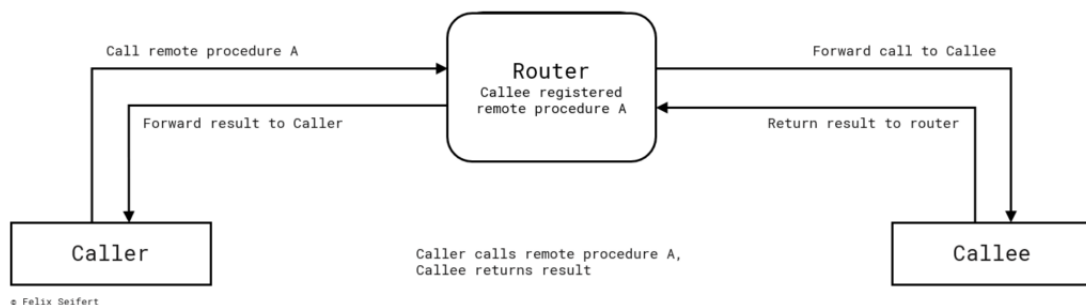 Call remote procedure A
Forward call to Callee
Router
Callee registered
remote procedure A
Forward result to Caller
Return result to router
Caller
Caller calls remote procedure A,
Callee returns result
Callee
© Felix Seifert